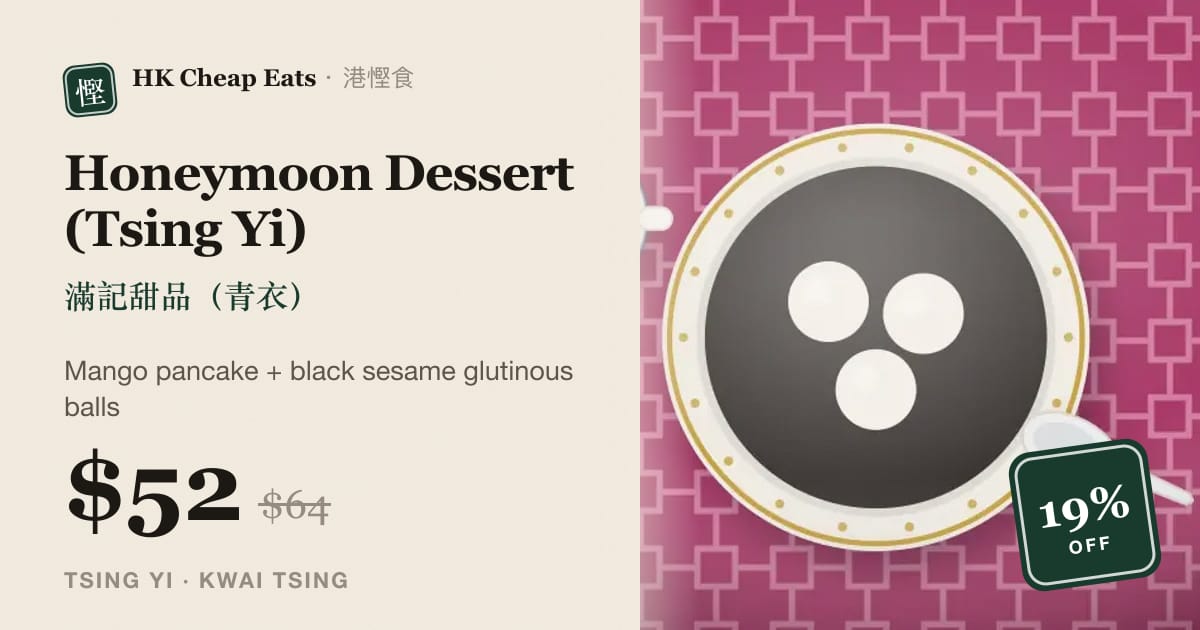 慳
HK Cheap Eats · 港慳食
Honeymoon Dessert
(Tsing Yi)
滿記甜品（青衣）
Mango pancake + black sesame glutinous
balls
$52 $64
TSING YI · KWAI TSING
19%
OFF